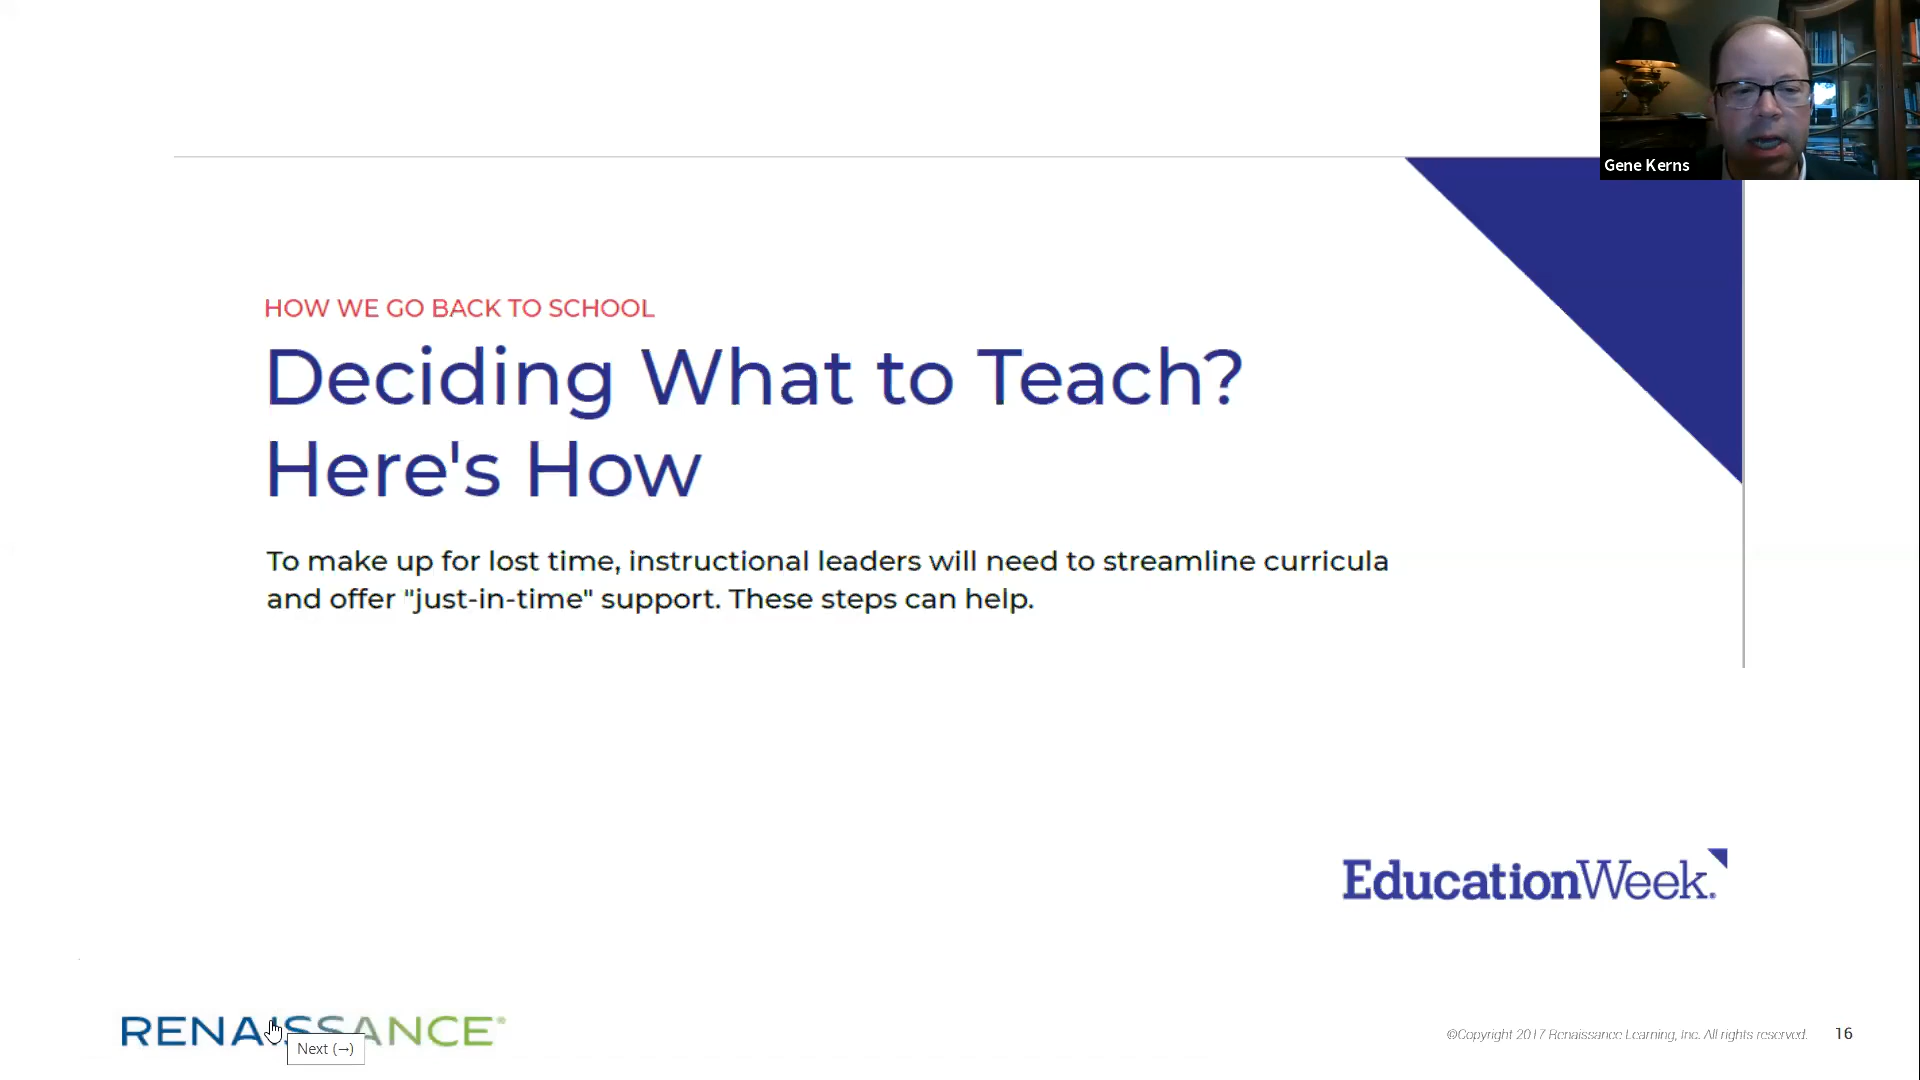 Gene Kerns
HOW WE GO BACK TO SCHOOL
Deciding What to Teach?
Here's How
To make up for lost time, instructional leaders will need to streamline curricula
and offer "just-in-time" support. These steps can help.
EducationWeek.
RENAISSANCE®
Next (→)
©Copyright 2017 Renaissance Learning, Inc. All rights reserved.
16